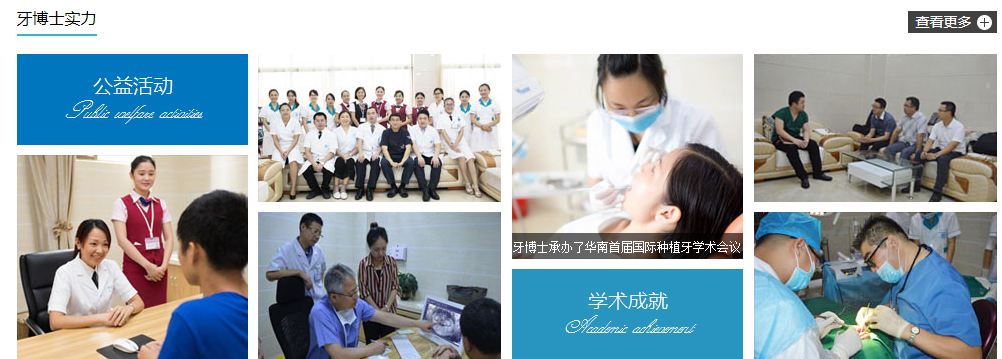 牙博士实力
查看更多
公益活动
Public welfare activities
牙博士承办了华南首届国际种植牙学术会议
学术成就
Academic achievement